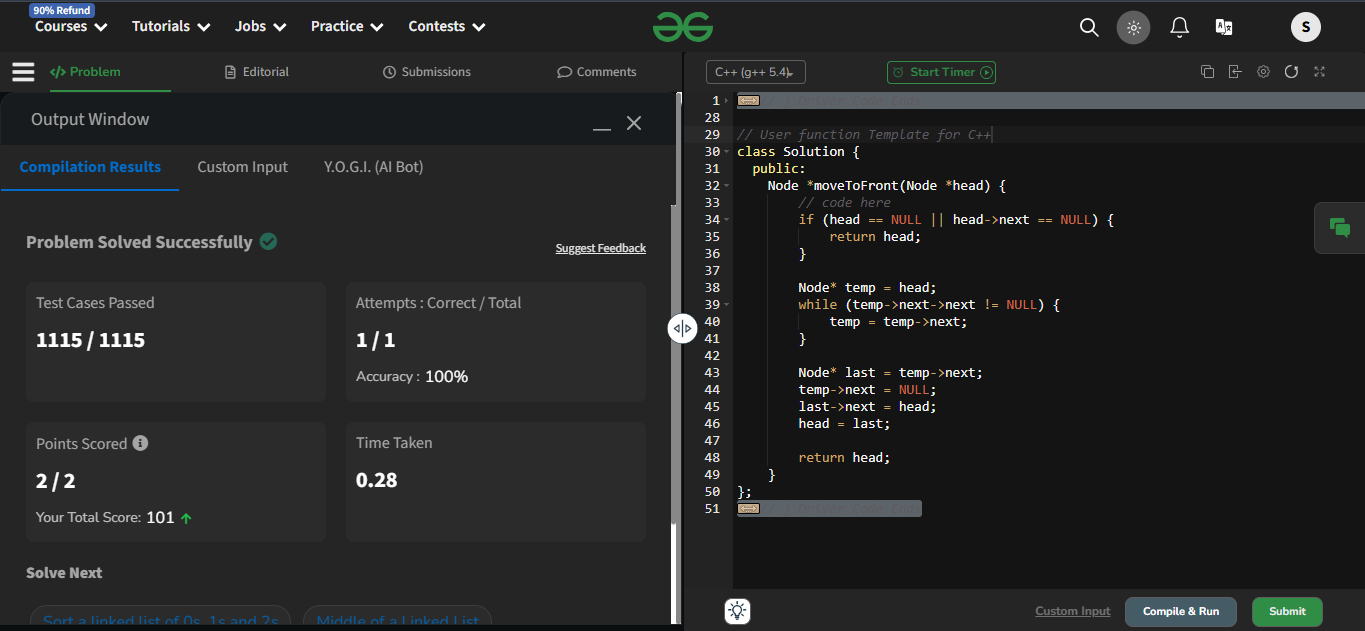 90% Refund
Courses Tutorials Jobs Practice Contests
S
</> Problem Editorial Submissions Comments
C++ (g++ 5.4) Start Timer
Output Window
Compilation Results Custom Input Y.O.G.I. (AI Bot)
Problem Solved Successfully
Suggest Feedback
Test Cases Passed
1115 / 1115
Attempts : Correct / Total
1 / 1
Accuracy : 100%
Points Scored
2 / 2
Your Total Score: 101
Time Taken
0.28
Solve Next
Sort a linked list of 0s, 1s and 2s Middle of a Linked List
1 // } Driver Code Ends
28
29 // User function Template for C++
30 class Solution {
31 public:
32 Node *moveToFront(Node *head) {
33 // code here
34 if (head == NULL || head->next == NULL) {
35 return head;
36 }
37
38 Node* temp = head;
39 while (temp->next->next != NULL) {
40 temp = temp->next;
41 }
42
43 Node* last = temp->next;
44 temp->next = NULL;
45 last->next = head;
46 head = last;
47
48 return head;
49 }
50 };
51
Custom Input Compile & Run Submit